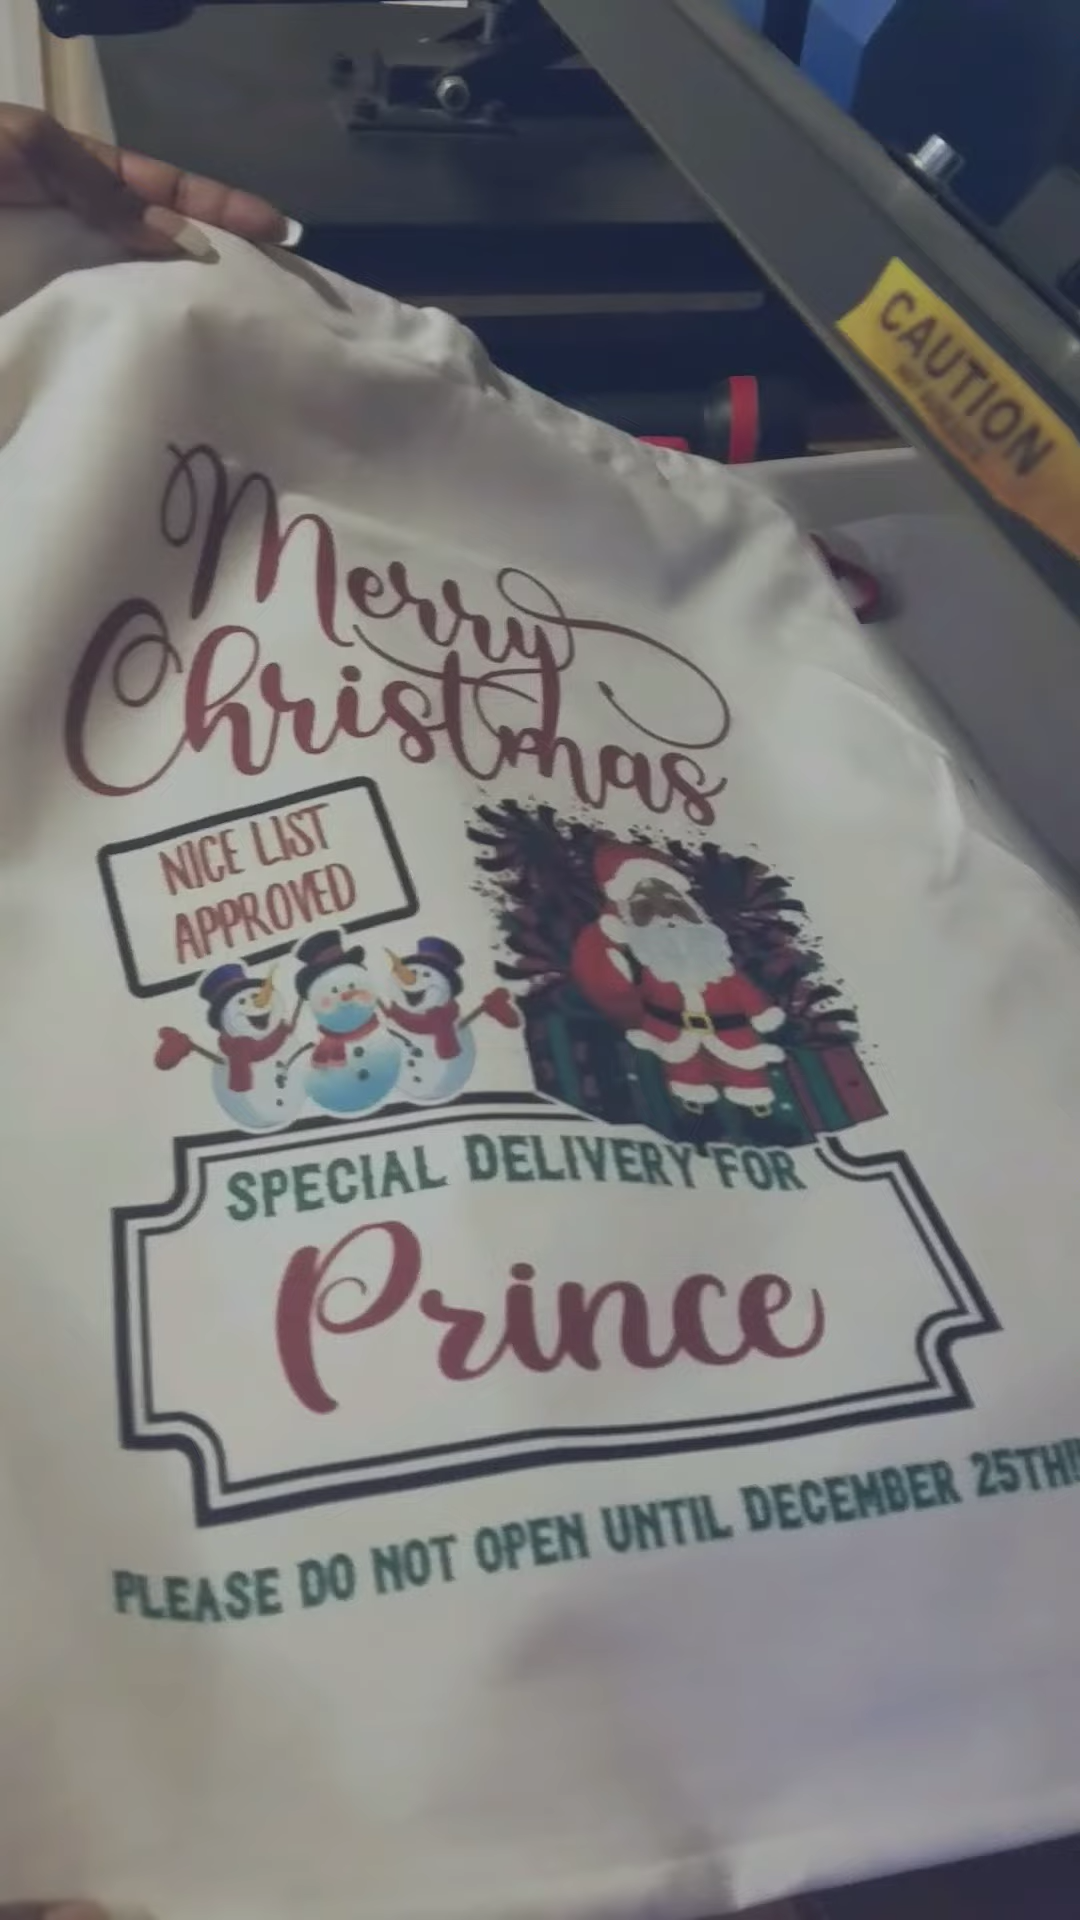 CAUTION
Merry
Christmas
NICE LIST
APPROVED
SPECIAL DELIVERY FOR
Prince
PLEASE DO NOT OPEN UNTIL DECEMBER 25TH!!